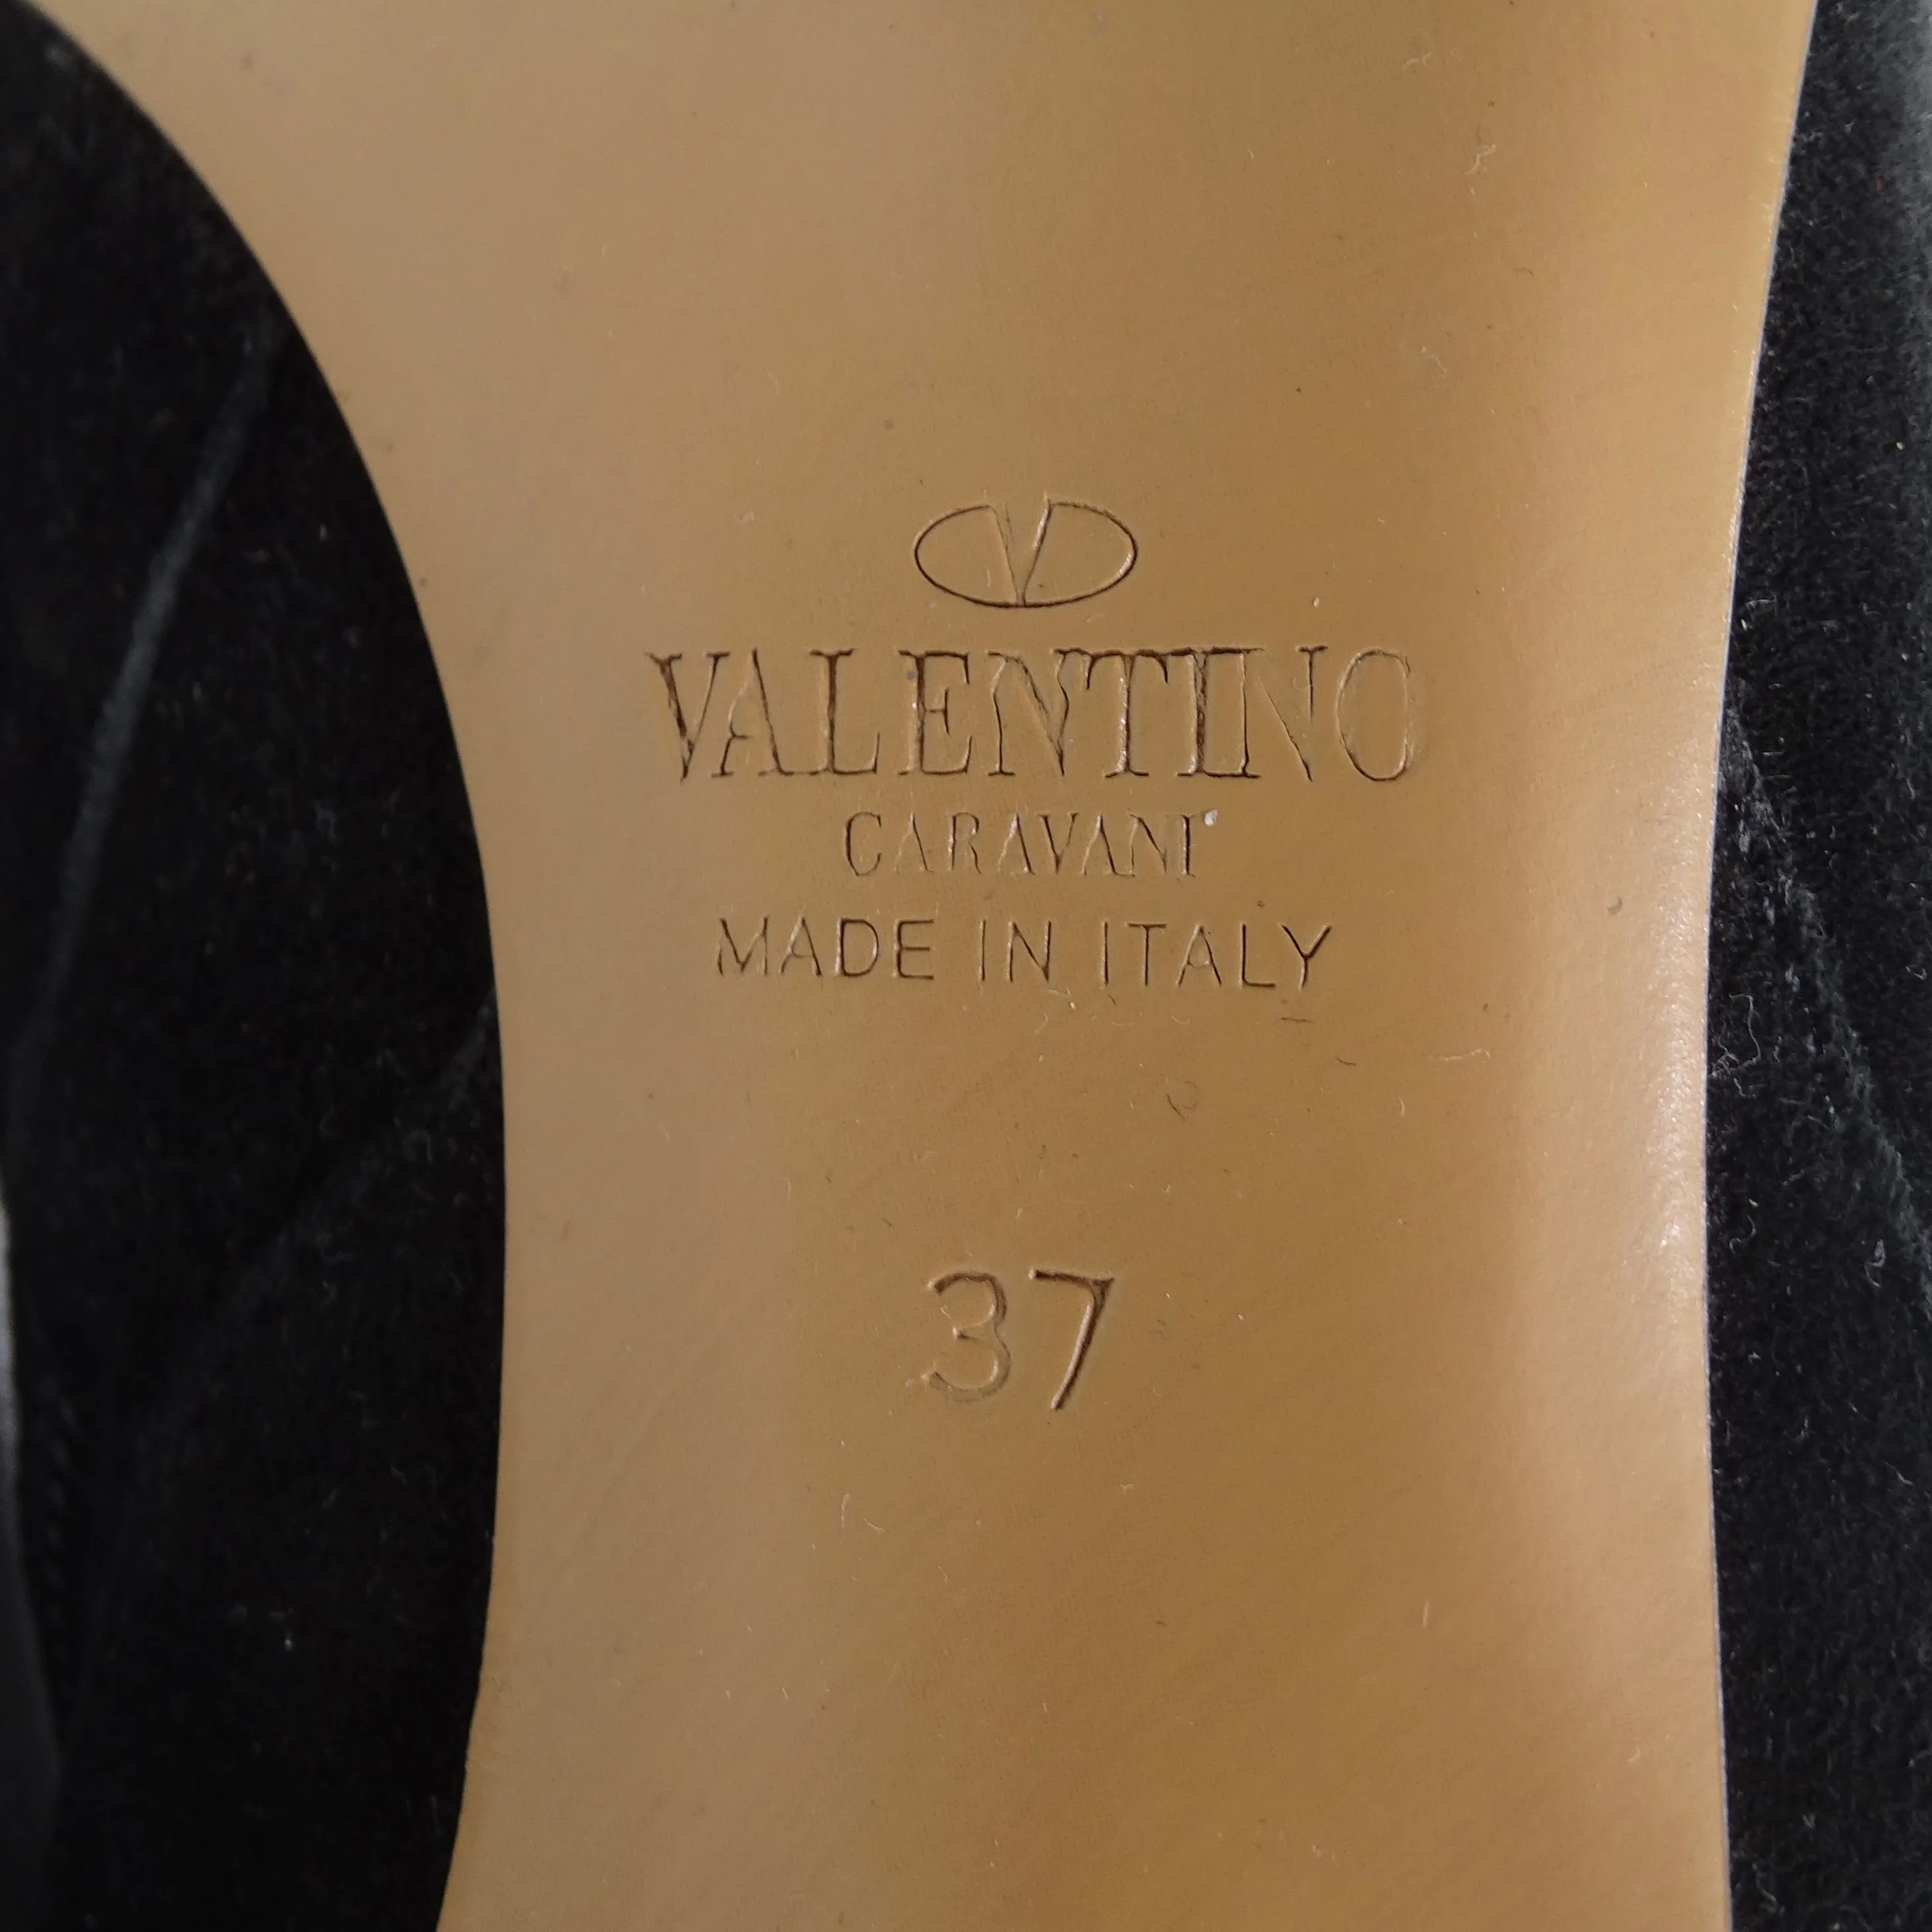 VALENTINO
CARAVANI
MADE IN ITALY
37